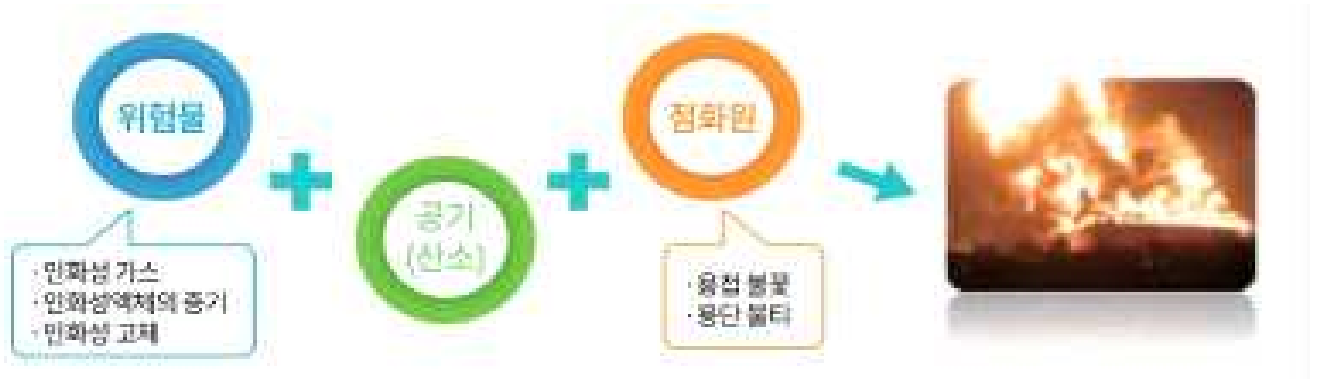 위험물
공기
(산소)
점화원
· 인화성 가스
· 인화성액체의 증기
· 인화성 고체
· 용접 불꽃
· 용단 불티